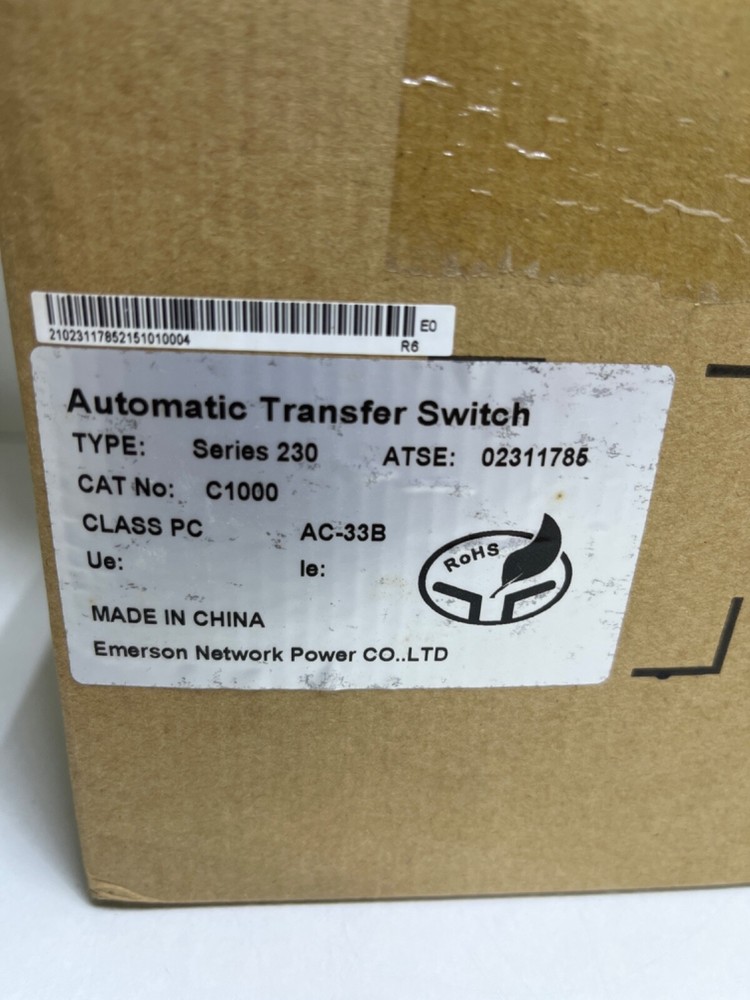 21023117852151010004 E0
R6
Automatic Transfer Switch
TYPE: Series 230 ATSE: 02311785
CAT No: C1000
CLASS PC AC-33B
Ue: Ie:
RoHS
MADE IN CHINA
Emerson Network Power CO..LTD